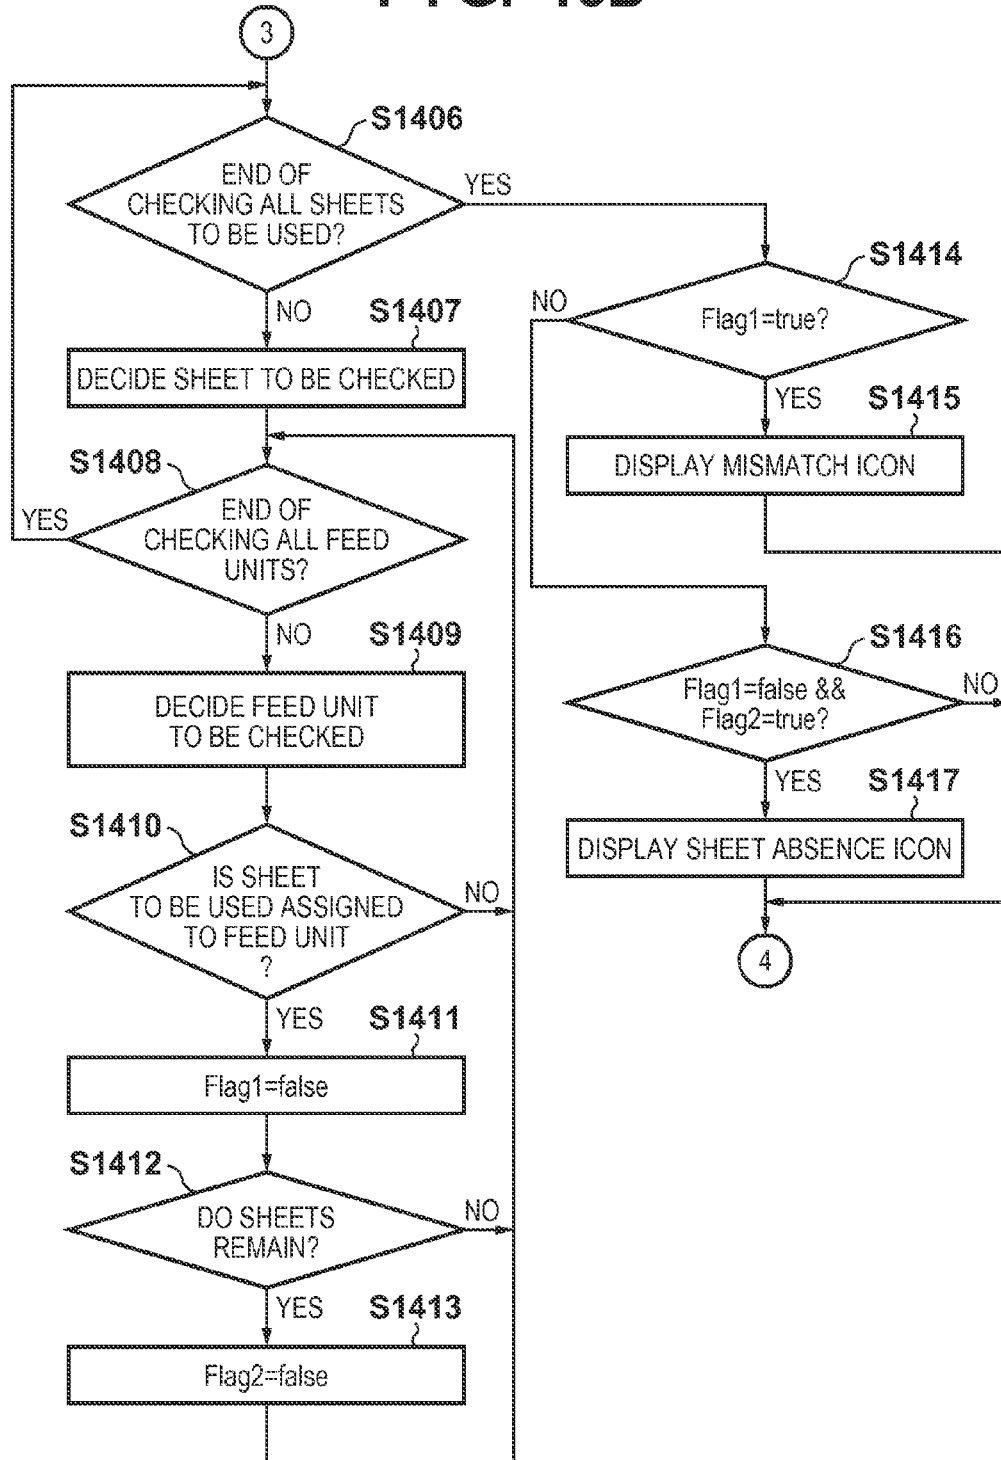 3
S1406
END OF
CHECKING ALL SHEETS
TO BE USED?
YES
NO
S1407
DECIDE SHEET TO BE CHECKED
S1408
YES
END OF
CHECKING ALL FEED
UNITS?
NO
S1409
DECIDE FEED UNIT
TO BE CHECKED
S1410
IS SHEET
TO BE USED ASSIGNED
TO FEED UNIT
?
NO
YES
S1411
Flag1=false
S1412
DO SHEETS
REMAIN?
NO
YES
S1413
Flag2=false
S1414
NO
Flag1=true?
YES
S1415
DISPLAY MISMATCH ICON
S1416
Flag1=false &&
Flag2=true?
NO
YES
S1417
DISPLAY SHEET ABSENCE ICON
4